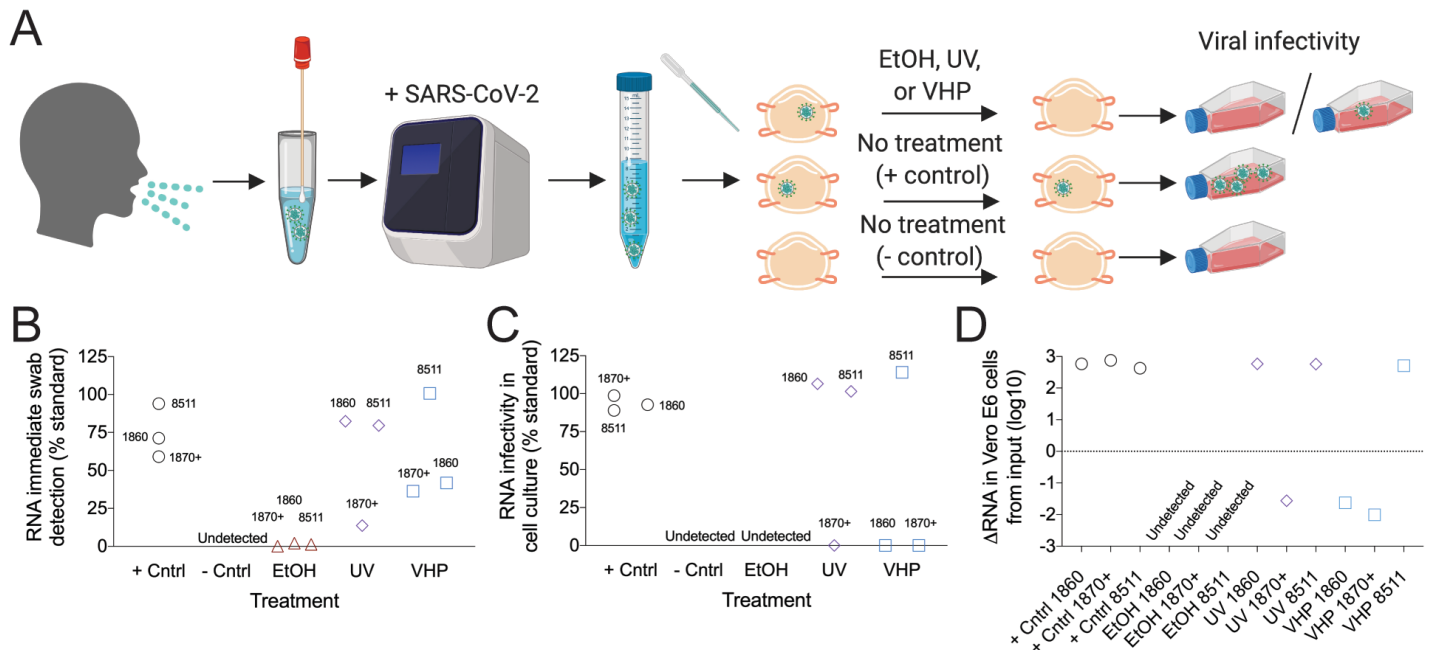 A
+ SARS-CoV-2
EtOH, UV,
or VHP
No treatment
(+ control)
No treatment
(- control)
Viral infectivity
B
RNA immediate swab
detection (% standard)
125
100
75
50
25
0
8511
1860
1870+
Undetected
1870+
1860
8511
1860
8511
1870+
8511
1870+
1860
+ Cntrl
- Cntrl
EtOH
UV
VHP
Treatment
C
RNA infectivity in
cell culture (% standard)
125
100
75
50
25
0
1870+
8511
1860
Undetected
Undetected
1860
8511
1870+
8511
1860
1870+
+ Cntrl
- Cntrl
EtOH
UV
VHP
Treatment
D
ΔRNA in Vero E6 cells
from input (log10)
3
2
1
0
-1
-2
-3
Undetected
Undetected
Undetected
+ Cntrl 1860
+ Cntrl 1870+
+ Cntrl 8511
EtOH 1860
EtOH 1870+
EtOH 8511
UV 1860
UV 1870+
UV 8511
VHP 1860
VHP 1870+
VHP 8511